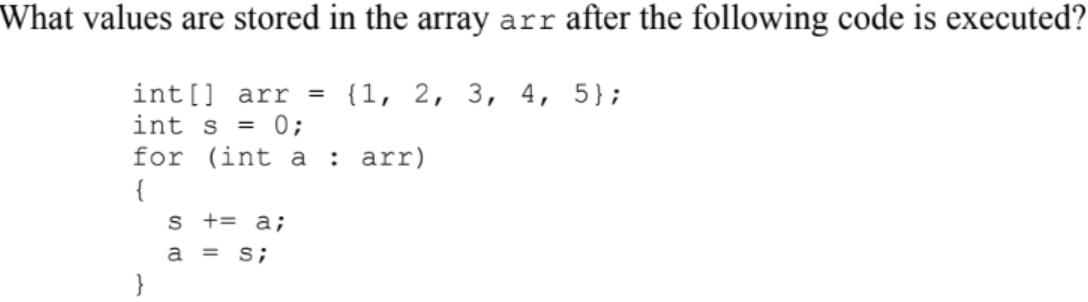 What values are stored in the array arr after the following code is executed?
int[] arr = {1, 2, 3, 4, 5};
int s = 0;
for (int a : arr)
{
s += a;
a = s;
}